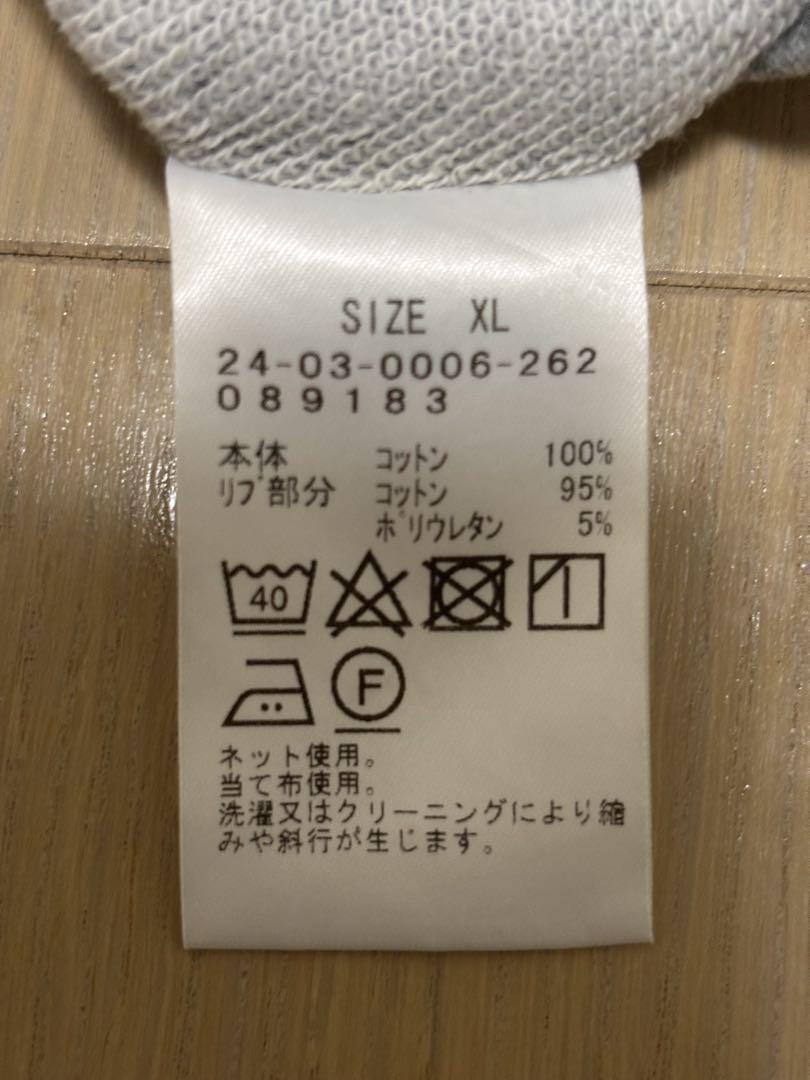 SIZE XL
24-03-0006-262
089183
本体 コットン 100%
リブ部分 コットン 95%
ポリウレタン 5%
40
F
ネット使用。
当て布使用。
洗濯又はクリーニングにより縮
みや斜行が生じます。